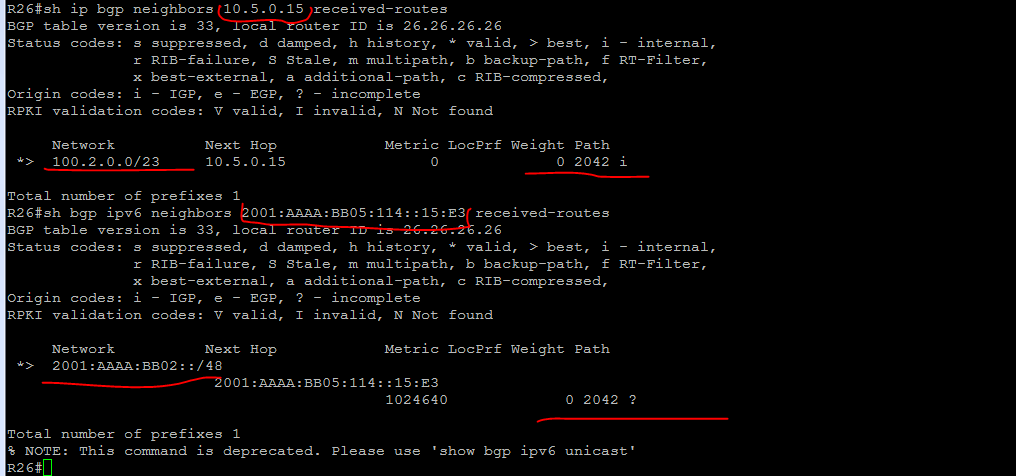 R26#sh ip bgp neighbors 10.5.0.15 received-routes
BGP table version is 33, local router ID is 26.26.26.26
Status codes: s suppressed, d damped, h history, * valid, > best, i - internal,
r RIB-failure, S Stale, m multipath, b backup-path, f RT-Filter,
x best-external, a additional-path, c RIB-compressed,
Origin codes: i - IGP, e - EGP, ? - incomplete
RPKI validation codes: V valid, I invalid, N Not found
Network Next Hop Metric LocPrf Weight Path
*> 100.2.0.0/23 10.5.0.15 0 0 2042 i
Total number of prefixes 1
R26#sh bgp ipv6 neighbors 2001:AAAA:BB05:114::15:E3 received-routes
BGP table version is 33, local router ID is 26.26.26.26
Status codes: s suppressed, d damped, h history, * valid, > best, i - internal,
r RIB-failure, S Stale, m multipath, b backup-path, f RT-Filter,
x best-external, a additional-path, c RIB-compressed,
Origin codes: i - IGP, e - EGP, ? - incomplete
RPKI validation codes: V valid, I invalid, N Not found
Network Next Hop Metric LocPrf Weight Path
*> 2001:AAAA:BB02::/48
2001:AAAA:BB05:114::15:E3
1024640 0 2042 ?
Total number of prefixes 1
% NOTE: This command is deprecated. Please use 'show bgp ipv6 unicast'
R26#